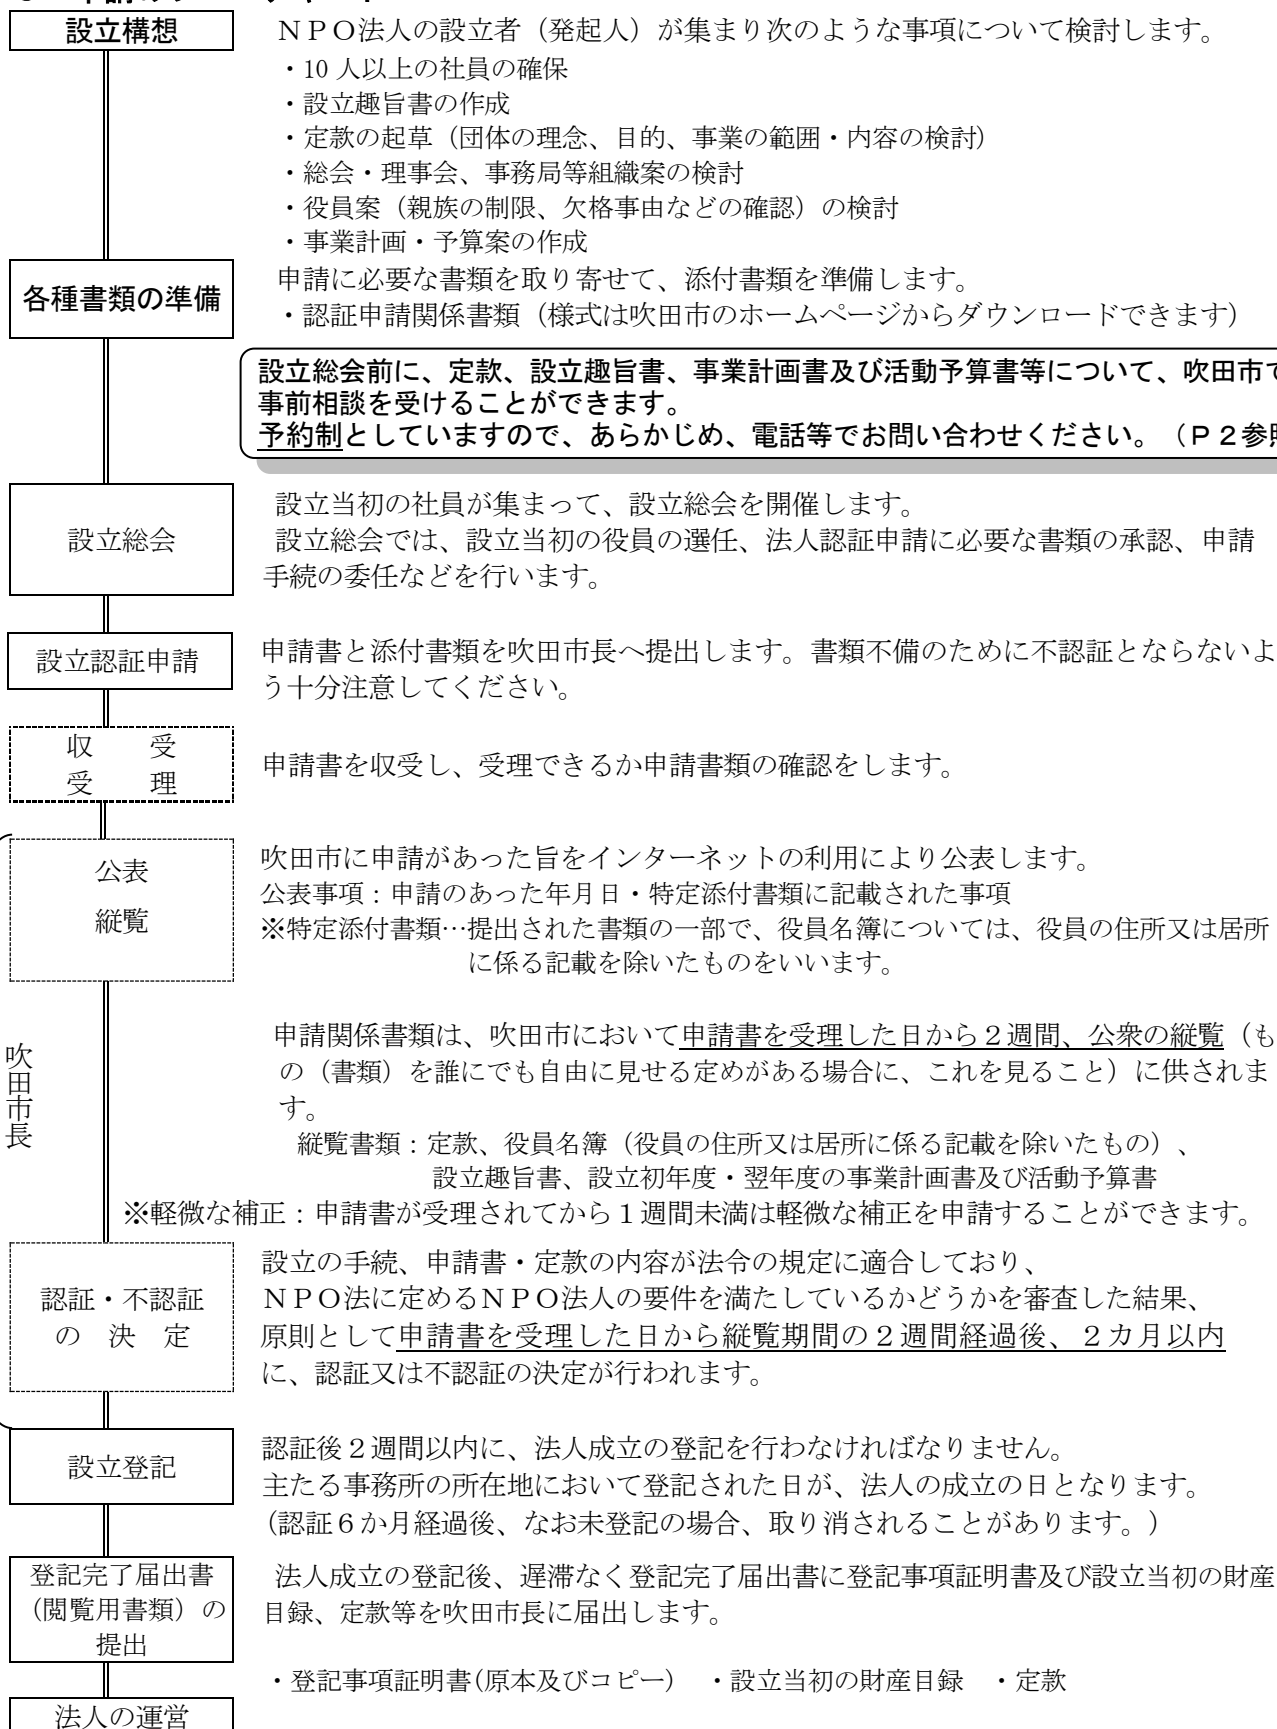 設立構想
ＮＰＯ法人の設立者（発起人）が集まり次のような事項について検討します。
・10 人以上の社員の確保
・設立趣旨書の作成
・定款の起草（団体の理念、目的、事業の範囲・内容の検討）
・総会・理事会、事務局等組織案の検討
・役員案（親族の制限、欠格事由などの確認）の検討
・事業計画・予算案の作成
各種書類の準備
申請に必要な書類を取り寄せて、添付書類を準備します。
・認証申請関係書類（様式は吹田市のホームページからダウンロードできます）
設立総会前に、定款、設立趣旨書、事業計画書及び活動予算書等について、吹田市で
事前相談を受けることができます。
予約制としていますので、あらかじめ、電話等でお問い合わせください。（Ｐ２参照
設立総会
設立当初の社員が集まって、設立総会を開催します。
設立総会では、設立当初の役員の選任、法人認証申請に必要な書類の承認、申請
手続の委任などを行います。
設立認証申請
申請書と添付書類を吹田市長へ提出します。書類不備のために不認証とならないよ
う十分注意してください。
収　　受
受　　理
申請書を収受し、受理できるか申請書類の確認をします。
公表
縦覧
吹田市に申請があった旨をインターネットの利用により公表します。
公表事項：申請のあった年月日・特定添付書類に記載された事項
※特定添付書類…提出された書類の一部で、役員名簿については、役員の住所又は居所
に係る記載を除いたものをいいます。
吹田市長
申請関係書類は、吹田市において申請書を受理した日から２週間、公衆の縦覧（も
の（書類）を誰にでも自由に見せる定めがある場合に、これを見ること）に供されま
す。
縦覧書類：定款、役員名簿（役員の住所又は居所に係る記載を除いたもの）、
設立趣旨書、設立初年度・翌年度の事業計画書及び活動予算書
※軽微な補正：申請書が受理されてから１週間未満は軽微な補正を申請することができます。
認証・不認証
の　決　定
設立の手続、申請書・定款の内容が法令の規定に適合しており、
ＮＰＯ法に定めるＮＰＯ法人の要件を満たしているかどうかを審査した結果、
原則として申請書を受理した日から縦覧期間の２週間経過後、２カ月以内
に、認証又は不認証の決定が行われます。
設立登記
認証後２週間以内に、法人成立の登記を行わなければなりません。
主たる事務所の所在地において登記された日が、法人の成立の日となります。
（認証６か月経過後、なお未登記の場合、取り消されることがあります。）
登記完了届出書
（閲覧用書類）の
提出
法人成立の登記後、遅滞なく登記完了届出書に登記事項証明書及び設立当初の財産
目録、定款等を吹田市長に届出します。
・登記事項証明書(原本及びコピー)　・設立当初の財産目録　・定款
法人の運営